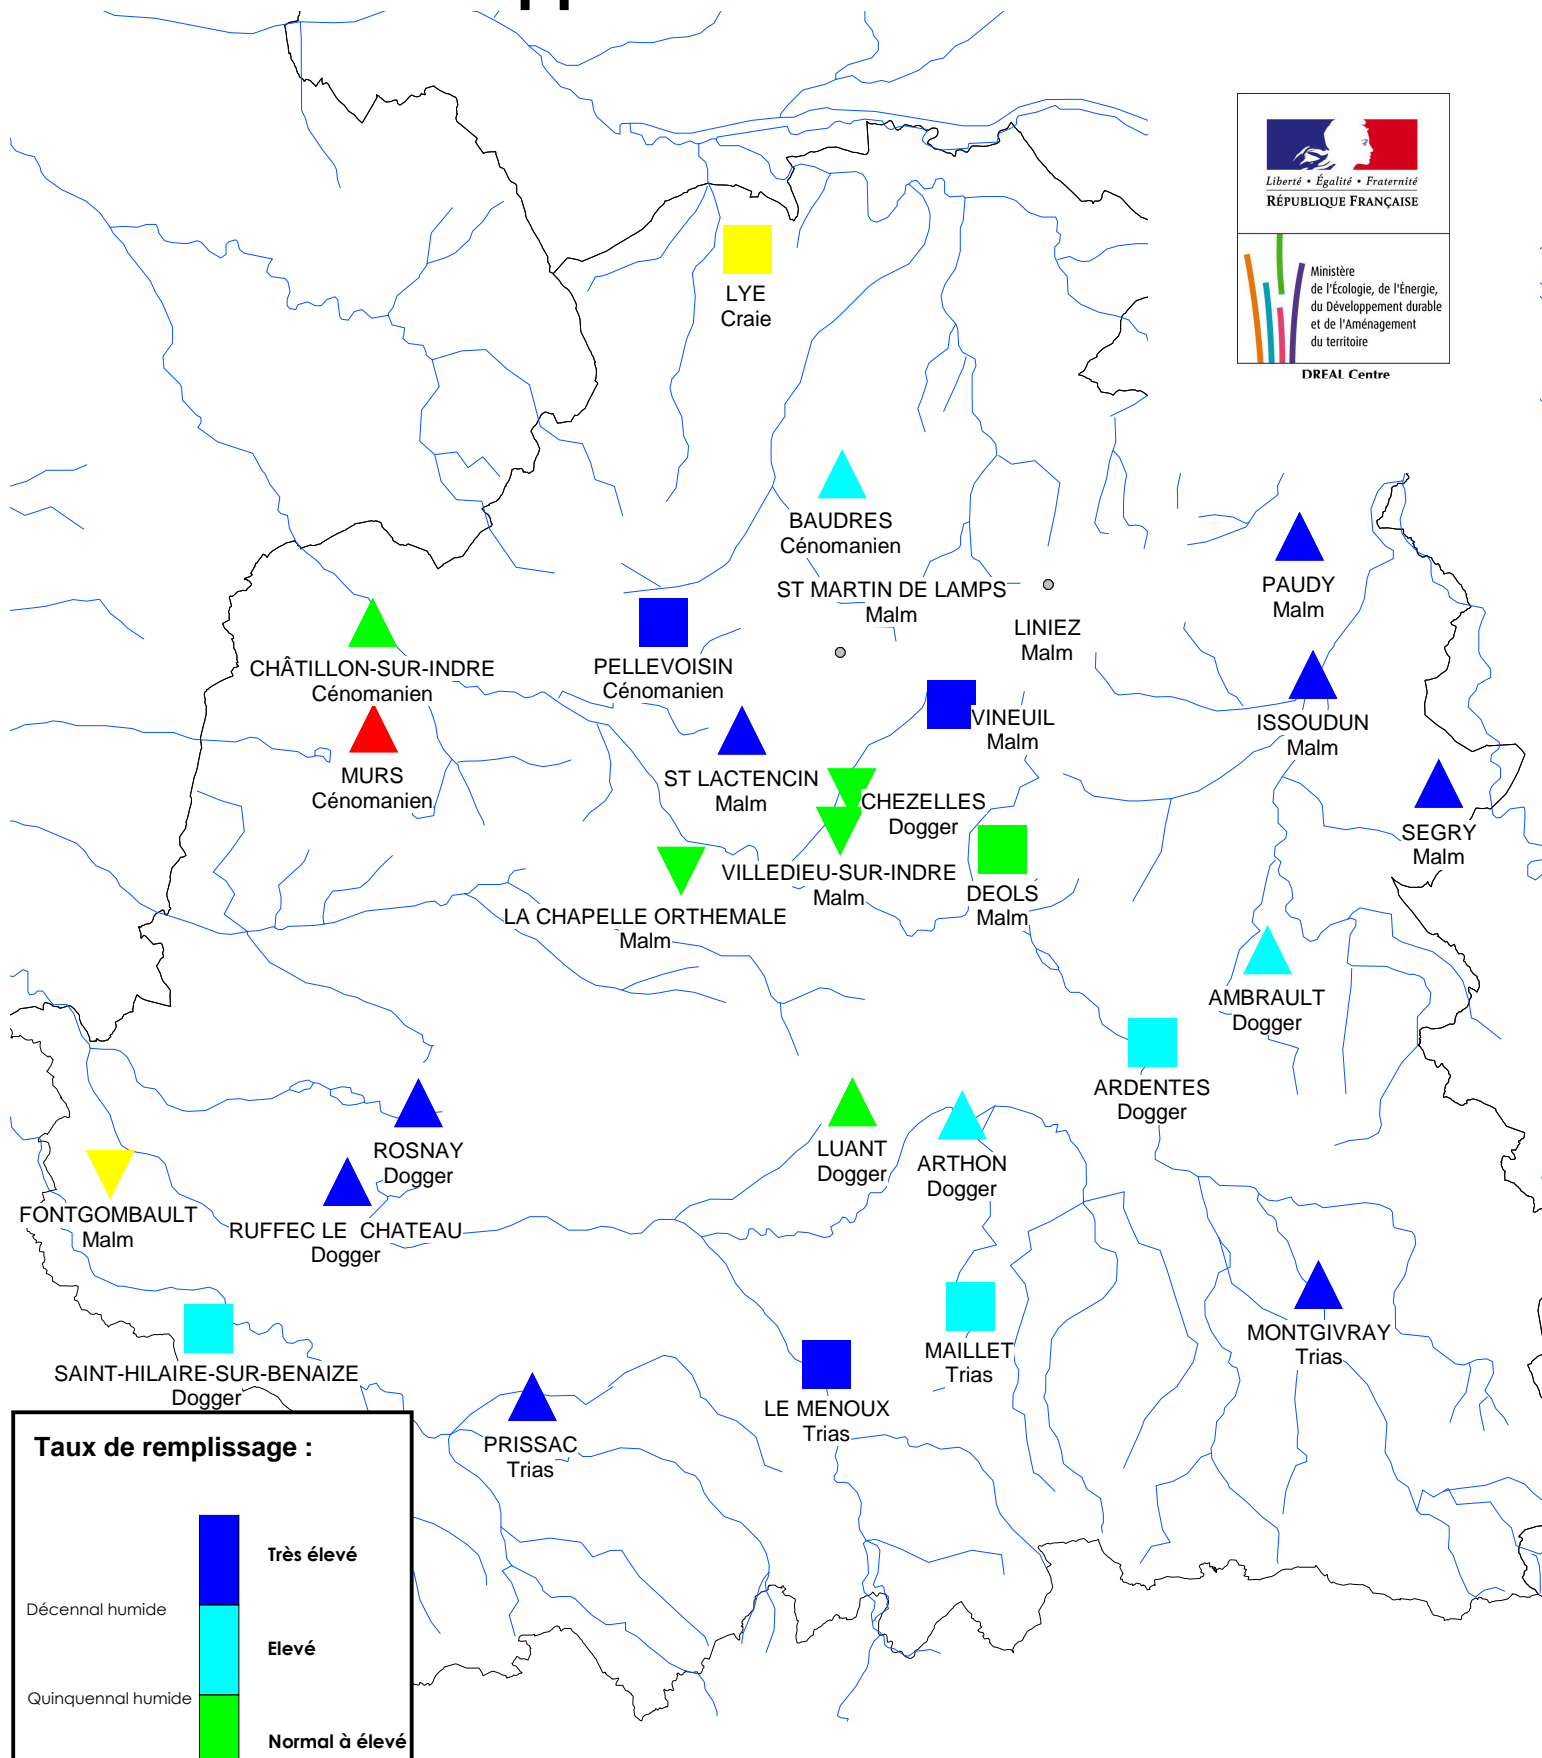 Liberté • Égalité • Fraternité
RÉPUBLIQUE FRANÇAISE
Ministère
de l'Écologie, de l'Énergie,
du Développement durable
et de l'Aménagement
du territoire
DREAL Centre
LYE
Craie
BAUDRES
Cénomanien
ST MARTIN DE LAMPS
Malm
LINIEZ
Malm
PAUDY
Malm
CHÂTILLON-SUR-INDRE
Cénomanien
PELLEVOISIN
Cénomanien
VINEUIL
Malm
ISSOUDUN
Malm
MURS
Cénomanien
ST LACTENCIN
Malm
CHEZELLES
Dogger
SEGRY
Malm
VILLEDIEU-SUR-INDRE
Malm
DEOLS
Malm
LA CHAPELLE ORTHEMALE
Malm
AMBRAULT
Dogger
ARDENTES
Dogger
ROSNAY
Dogger
LUANT
Dogger
ARTHON
Dogger
FONTGOMBAULT
Malm
RUFFEC LE  CHATEAU
Dogger
MONTGIVRAY
Trias
MAILLET
Trias
SAINT-HILAIRE-SUR-BENAIZE
Dogger
LE MENOUX
Trias
PRISSAC
Trias
Taux de remplissage :
Très élevé
Décennal humide
Elevé
Quinquennal humide
Normal à élevé